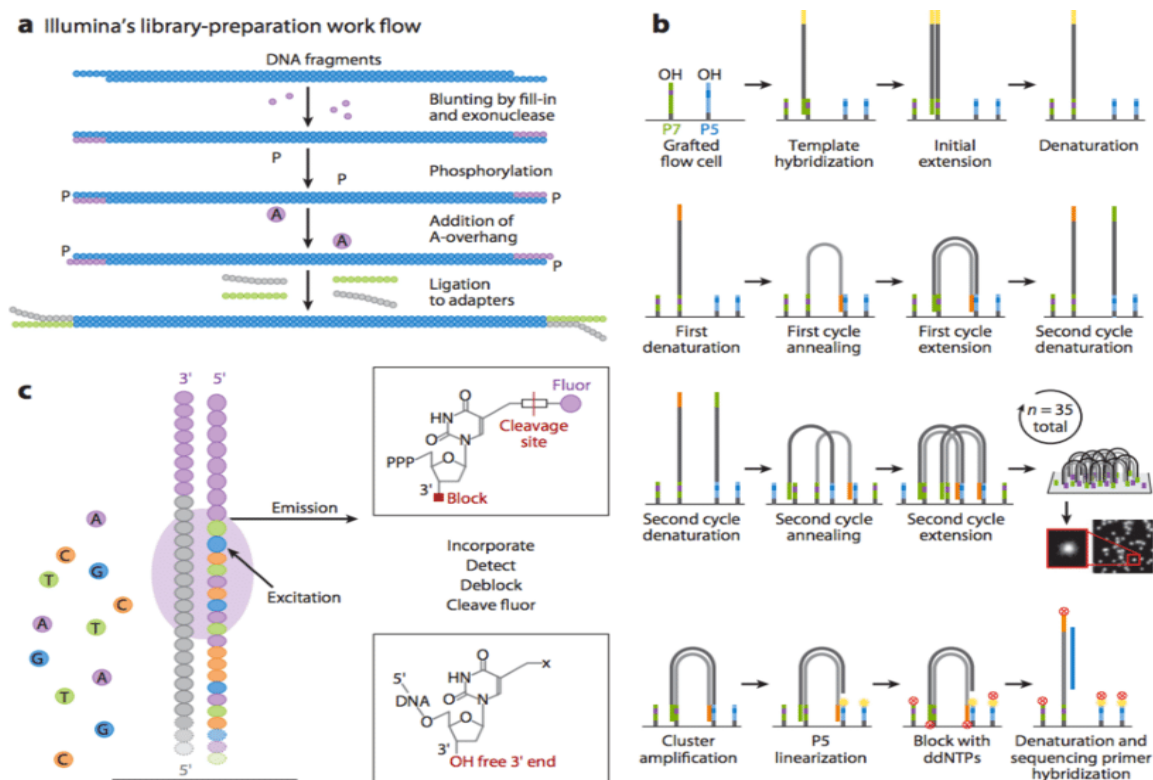 a Illumina's library-preparation work flow
DNA fragments
Blunting by fill-in
and exonuclease
P
P
Phosphorylation
P
P
A
A
Addition of
A-overhang
P
P
Ligation
to adapters
b
OH
OH
P7
P5
Grafted
flow cell
Template
hybridization
Initial
extension
Denaturation
First
denaturation
First cycle
annealing
First cycle
extension
Second cycle
denaturation
n = 35
total
Second cycle
denaturation
Second cycle
annealing
Second cycle
extension
Cluster
amplification
P5
linearization
Block with
ddNTPs
Denaturation and
sequencing primer
hybridization
c
3'
5'
A
C
G
T
C
A
T
G
A
T
G
C
5'
Emission
Excitation
O
HN
O
N
PPP
O
3'
Block
Fluor
Cleavage
site
Incorporate
Detect
Deblock
Cleave fluor
O
HN
x
O
N
5'
DNA
O
O
3'
OH free 3' end